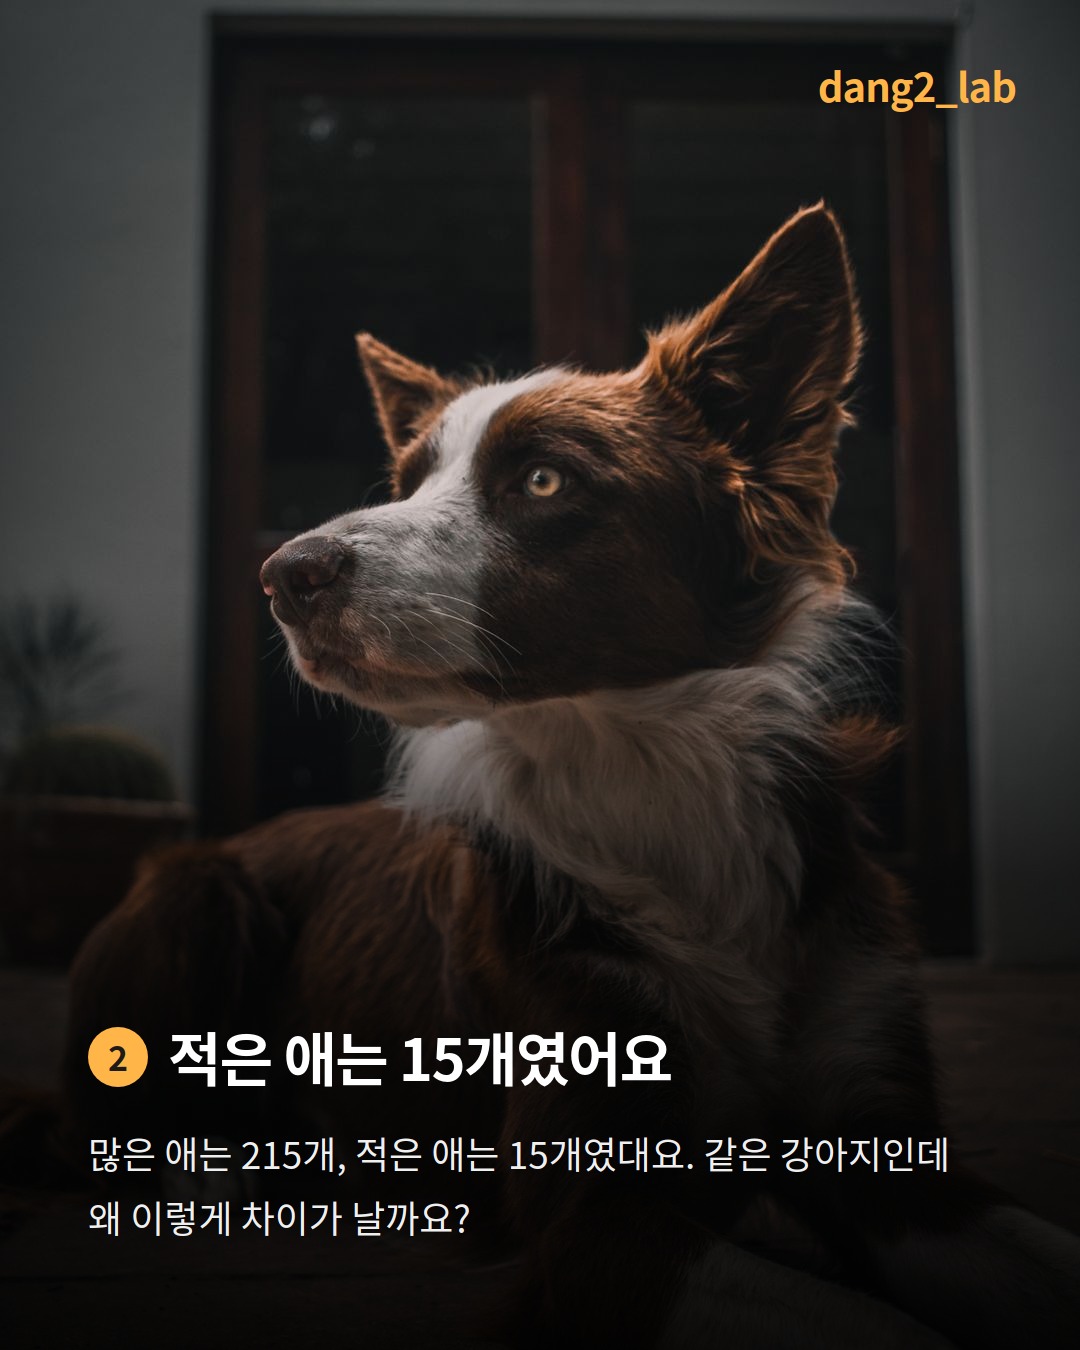 dang2_lab
2 적은 애는 15개였어요
많은 애는 215개, 적은 애는 15개였대요. 같은 강아지인데
왜 이렇게 차이가 날까요?